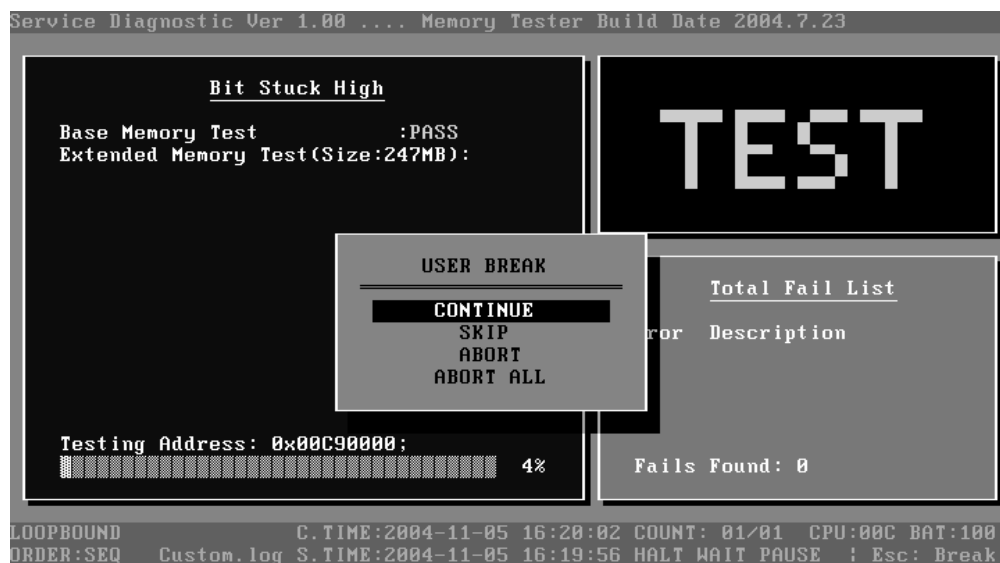 Service Diagnostic Ver 1.00 .... Memory Tester Build Date 2004.7.23
Bit Stuck High
Base Memory Test :PASS
Extended Memory Test(Size:247MB):
TEST
USER BREAK
CONTINUE
SKIP
ABORT
ABORT ALL
Total Fail List
ror Description
Testing Address: 0x00C90000;
4%
Fails Found: 0
LOOPBOUND C.TIME:2004-11-05 16:20:02 COUNT: 01/01 CPU:00C BAT:100
ORDER:SEQ Custom.log S.TIME:2004-11-05 16:19:56 HALT WAIT PAUSE ¦ Esc: Break